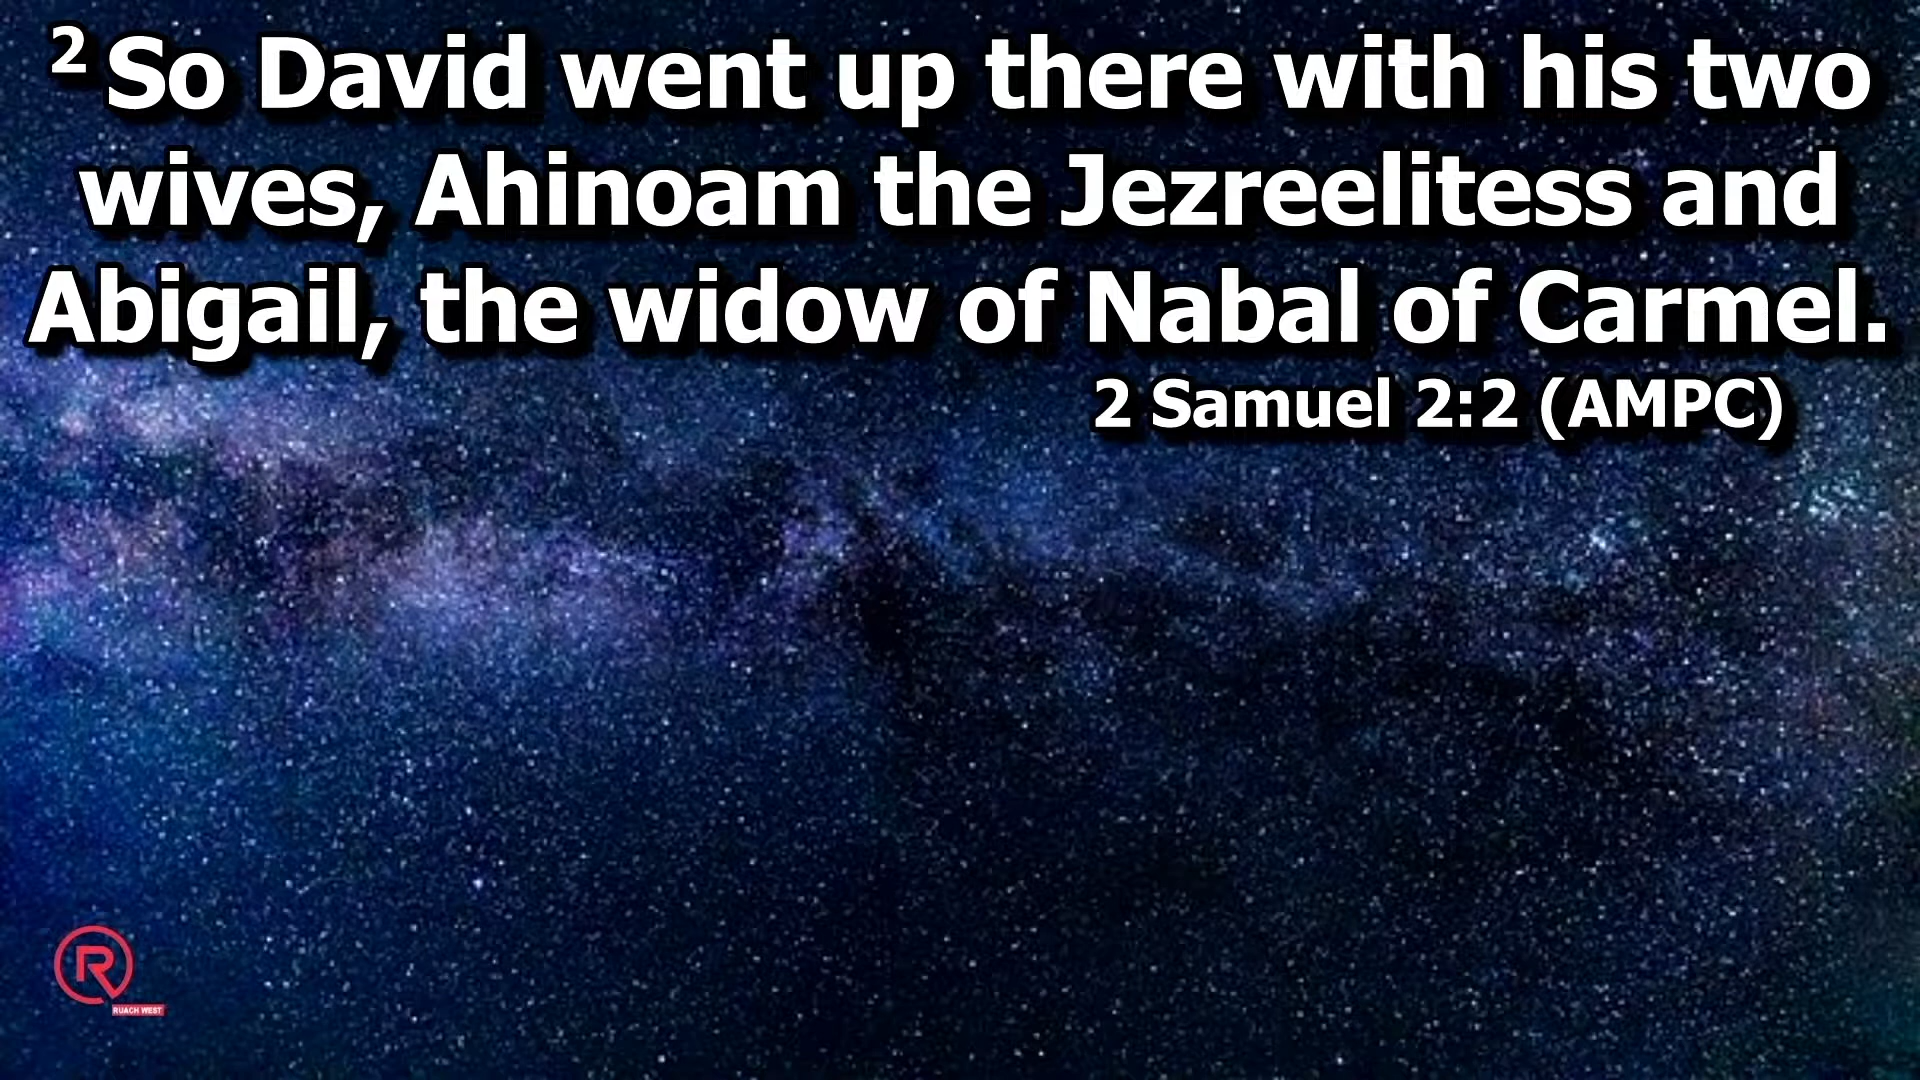 2 So David went up there with his two
wives, Ahinoam the Jezreelitess and
Abigail, the widow of Nabal of Carmel.
2 Samuel 2:2 (AMPC)
R
RUACH WEST